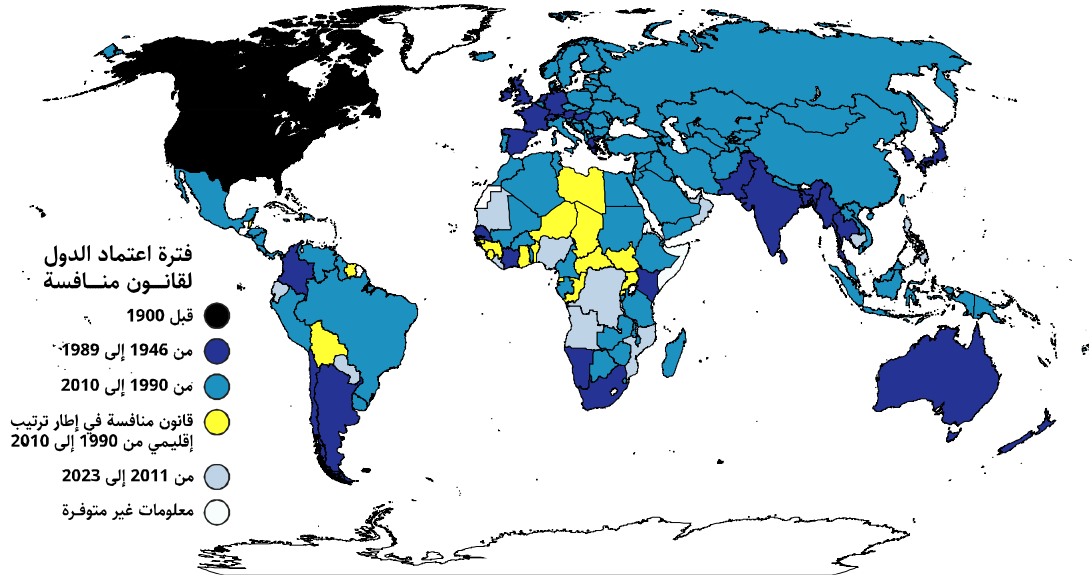 فترة اعتماد الدول
لقانــون منــافسة
قبل 1900
من 1946 إلى 1989
من 1990 إلى 2010
قانون منافسة في إطار ترتيب
إقليمي من 1990 إلى 2010
من 2011 إلى 2023
معلومات غير متوفرة